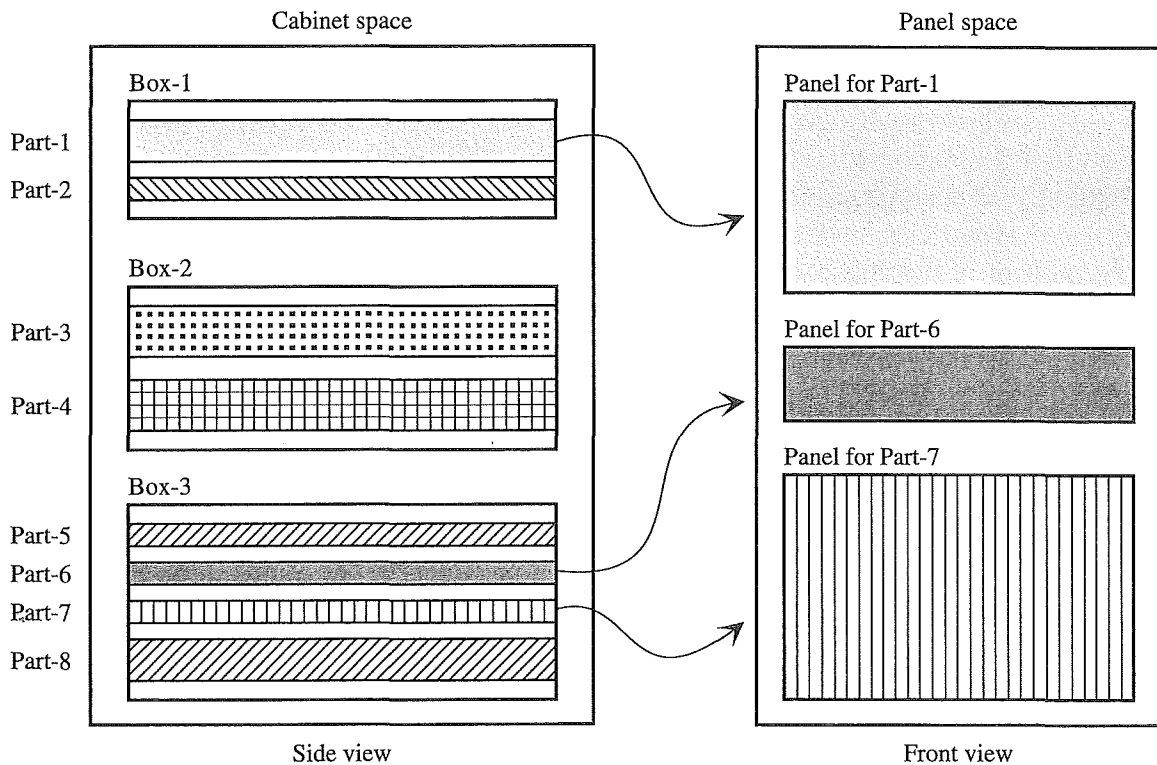 Cabinet space
Panel space
Box-1
Part-1
Part-2
Box-2
Part-3
Part-4
Box-3
Part-5
Part-6
Part-7
Part-8
Panel for Part-1
Panel for Part-6
Panel for Part-7
Side view
Front view